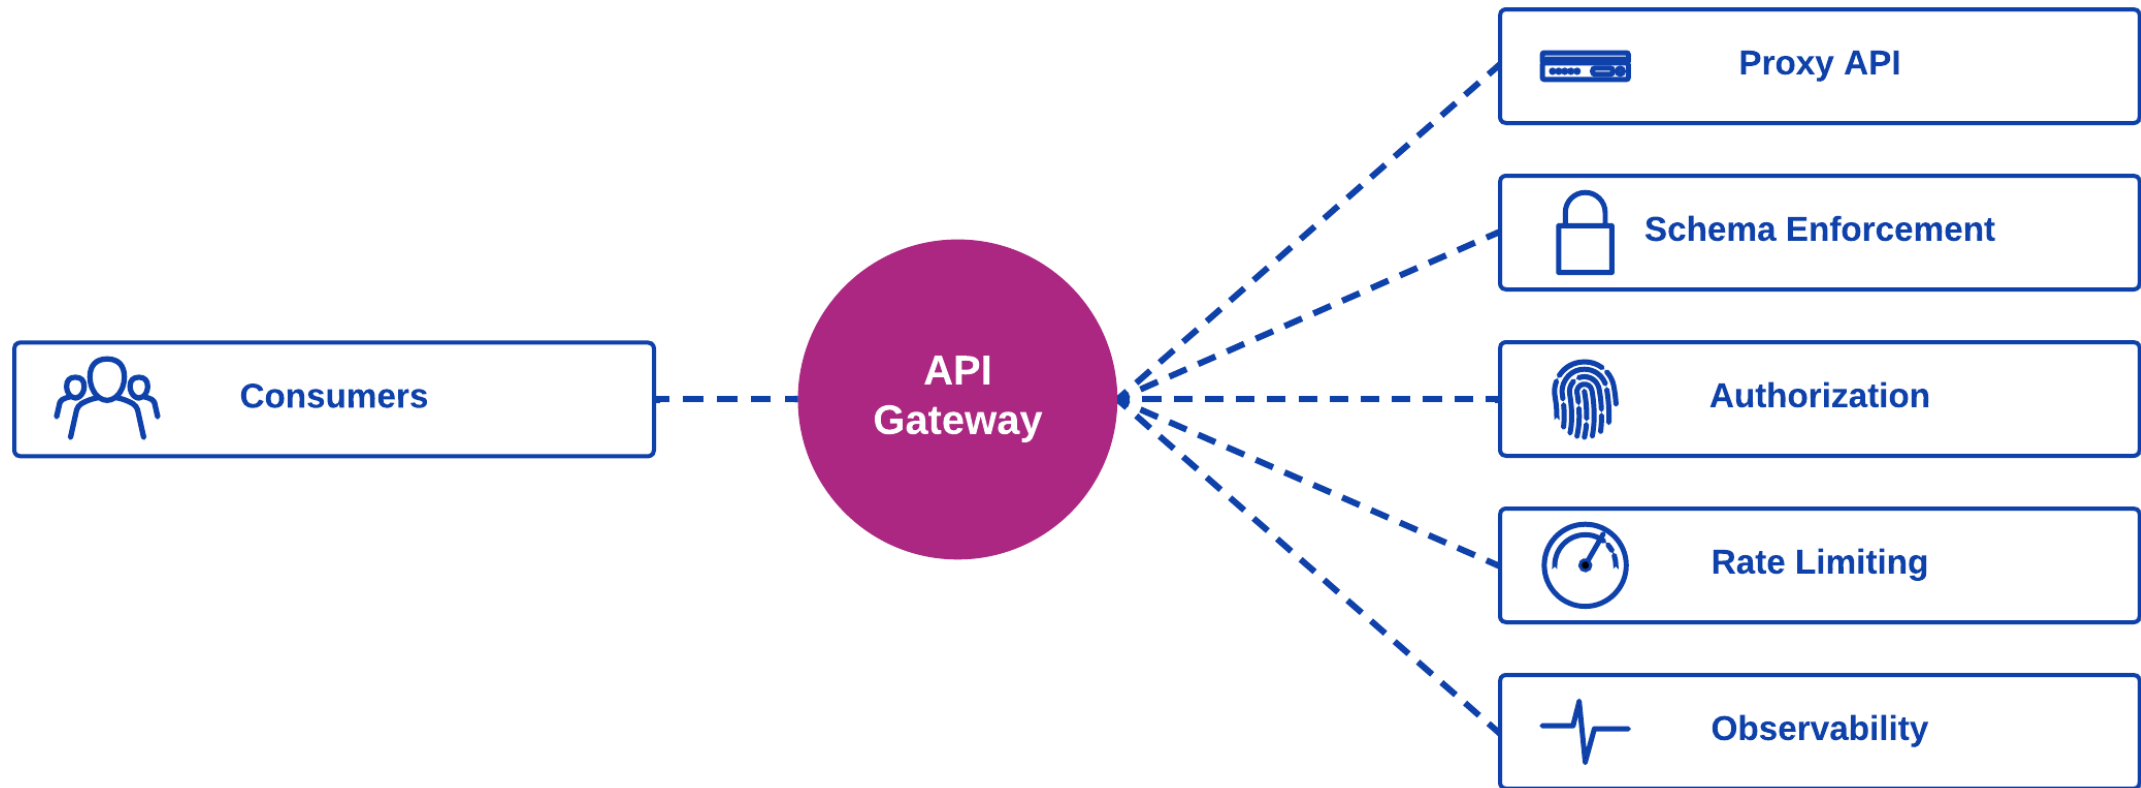 Consumers
API
Gateway
Proxy API
Schema Enforcement
Authorization
Rate Limiting
Observability